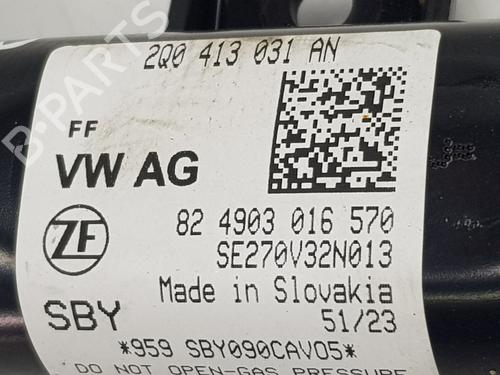 2Q0 413 031 AN
FF
VW AG
ZF
82 4903 016 570
SE270V32N013
SBY
Made in Slovakia
51/23
*959 SBY090CAV05*
DO NOT OPEN-GAS PRESSURE
B-PARTS